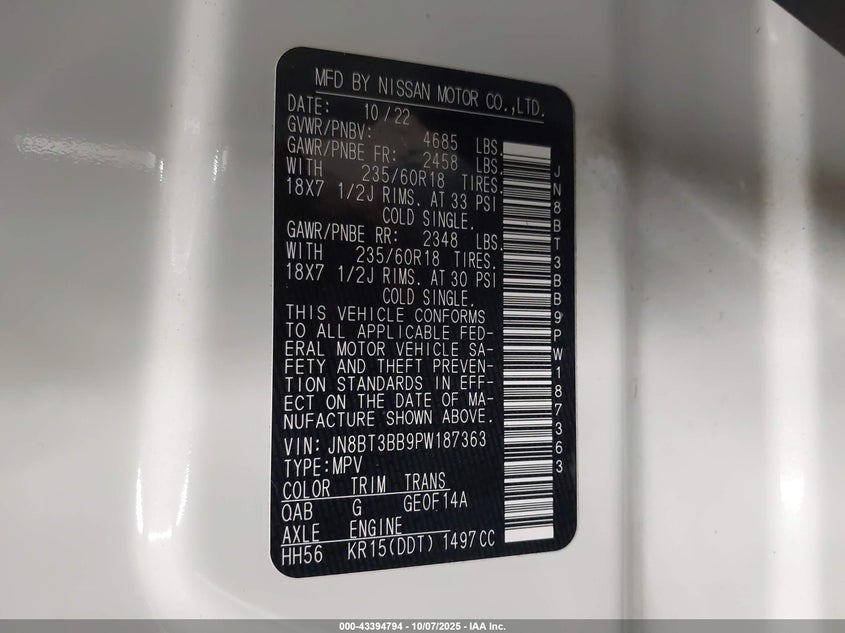 MFD BY NISSAN MOTOR CO.,LTD.
DATE: 10/22
GVWR/PNBV: 4685 LBS.
GAWR/PNBE FR: 2458 LBS.
WITH 235/60R18 TIRES.
18X7 1/2J RIMS. AT 33 PSI
COLD SINGLE.
GAWR/PNBE RR: 2348 LBS.
WITH 235/60R18 TIRES.
18X7 1/2J RIMS. AT 30 PSI
COLD SINGLE.
THIS VEHICLE CONFORMS
TO ALL APPLICABLE FED-
ERAL MOTOR VEHICLE SA-
FETY AND THEFT PREVEN-
TION STANDARDS IN EFF-
ECT ON THE DATE OF MA-
NUFACTURE SHOWN ABOVE.
VIN: JN8BT3BB9PW187363
TYPE:MPV
COLOR TRIM TRANS
QAB G GE0F14A
AXLE ENGINE
HH56 KR15(DDT) 1497CC
JN8BT3BB9PW187363
000-43394794 - 10/07/2025 - IAA Inc.